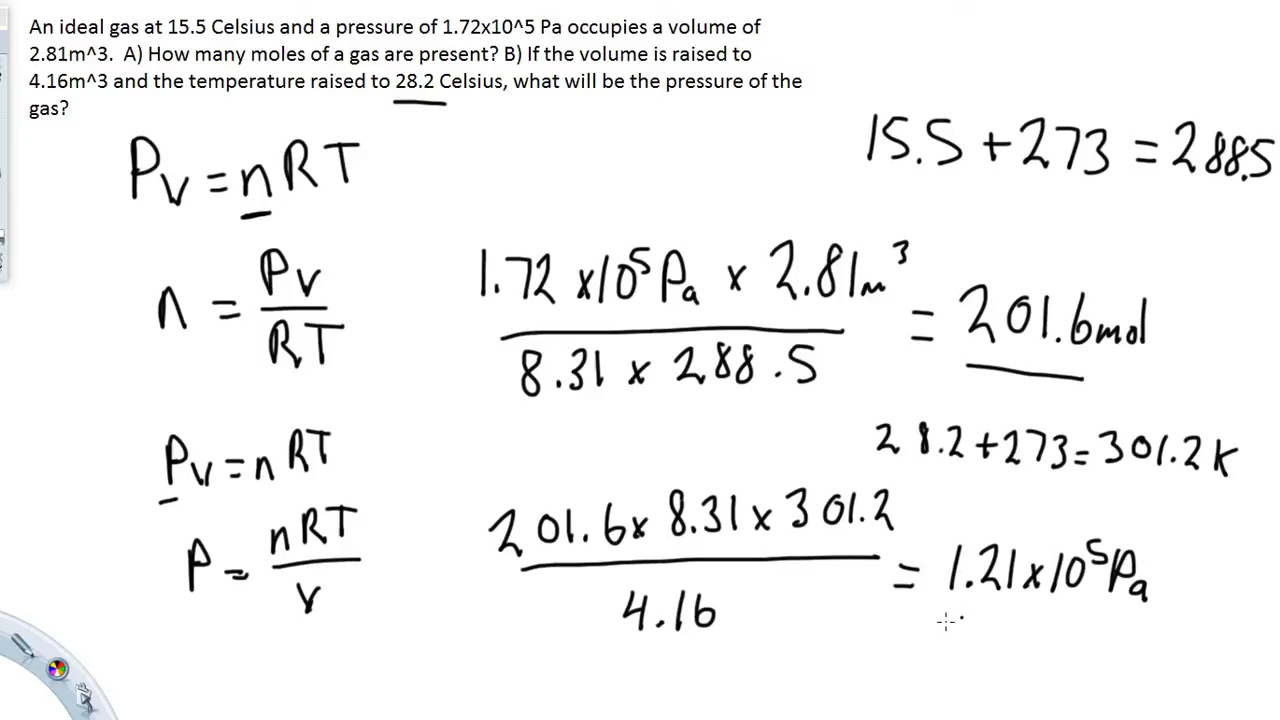 An ideal gas at 15.5 Celsius and a pressure of 1.72x10^5 Pa occupies a volume of
2.81m^3. A) How many moles of a gas are present? B) If the volume is raised to
4.16m^3 and the temperature raised to 28.2 Celsius, what will be the pressure of the
gas?
15.5 + 273 = 288.5
PV = nRT
n = PV / RT
1.72 x10^5 Pa x 2.81m^3 / 8.31 x 288.5 = 201.6mol
28.2 + 273 = 301.2K
PV = nRT
P = nRT / V
201.6 x 8.31 x 301.2 / 4.16 = 1.21 x 10^5 Pa